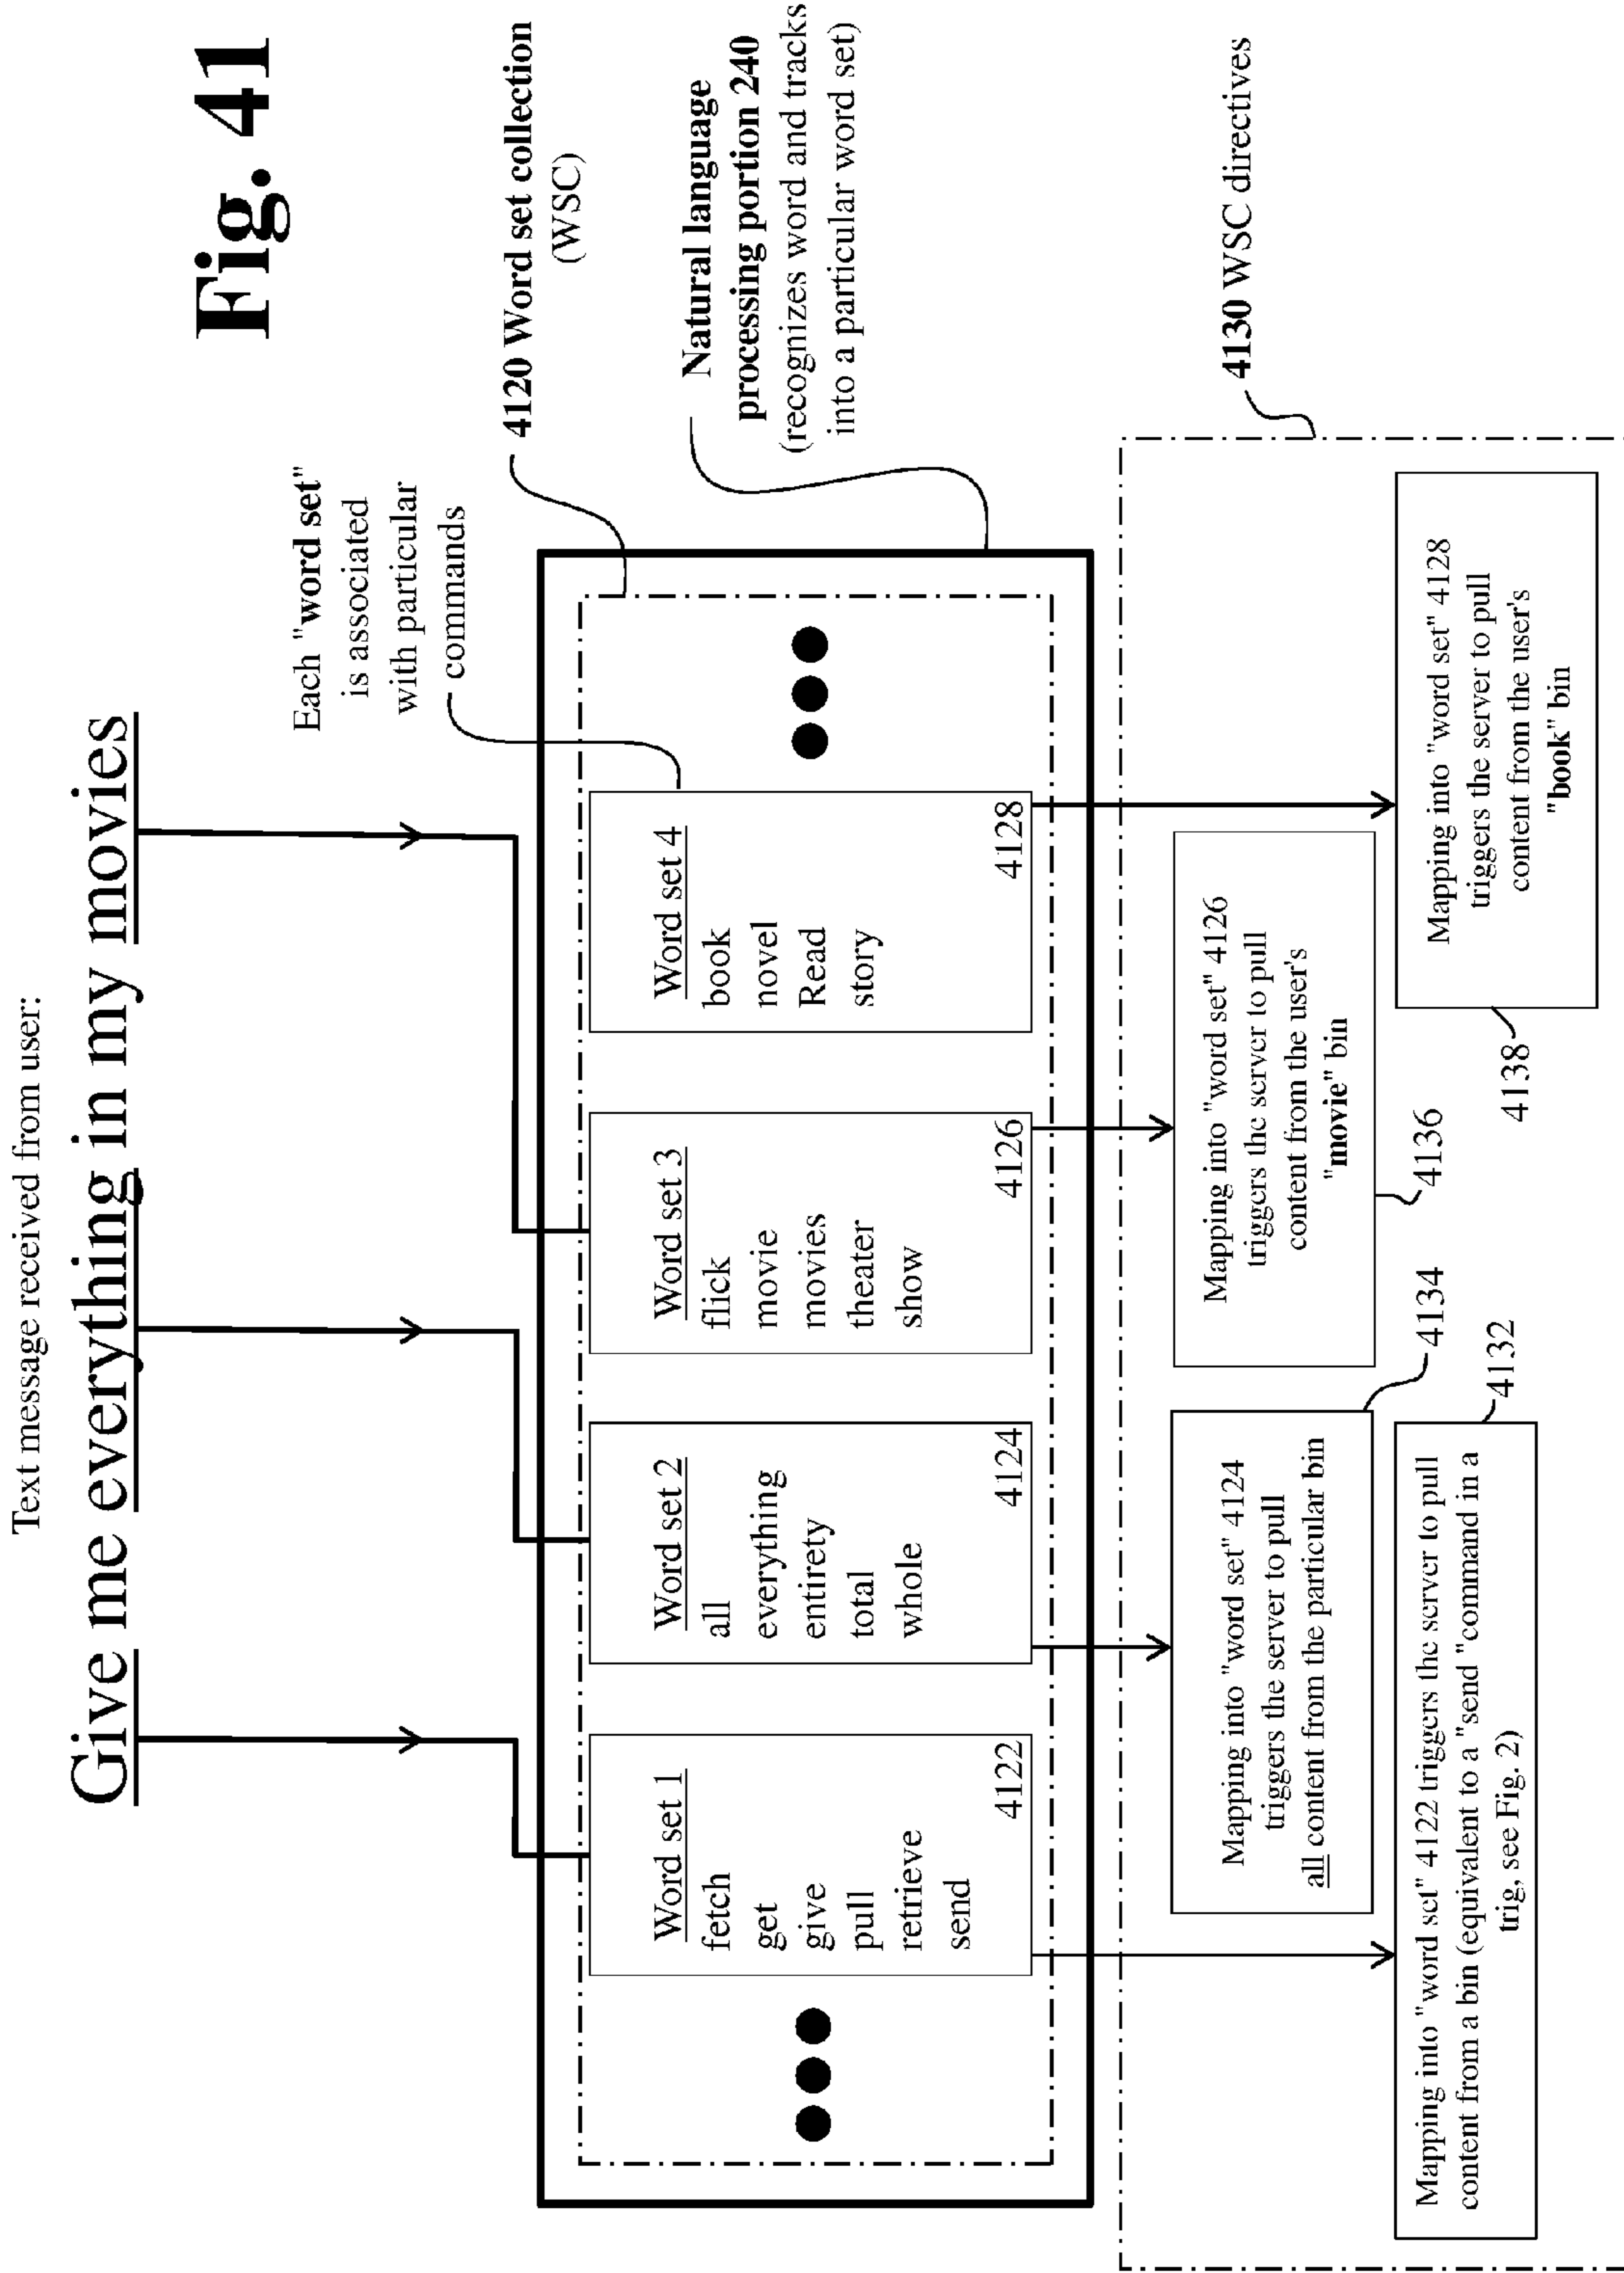 Fig. 41
Text message received from user:
Give me everything in my movies
Each "word set"
is associated
with particular
commands
4120 Word set collection
(WSC)
Natural language
processing portion 240
(recognizes word and tracks
into a particular word set)
Word set 1
fetch
get
give
pull
retrieve
send
4122
Word set 2
all
everything
entirety
total
whole
4124
Word set 3
flick
movie
movies
theater
show
4126
Word set 4
book
novel
Read
story
4128
4130 WSC directives
Mapping into "word set" 4124
triggers the server to pull
all content from the particular bin
4134
Mapping into "word set" 4126
triggers the server to pull
content from the user's
"movie" bin
4136
Mapping into "word set" 4122 triggers the server to pull
content from a bin (equivalent to a "send "command in a
trig, see Fig. 2)
4132
Mapping into "word set" 4128
triggers the server to pull
content from the user's
"book" bin
4138